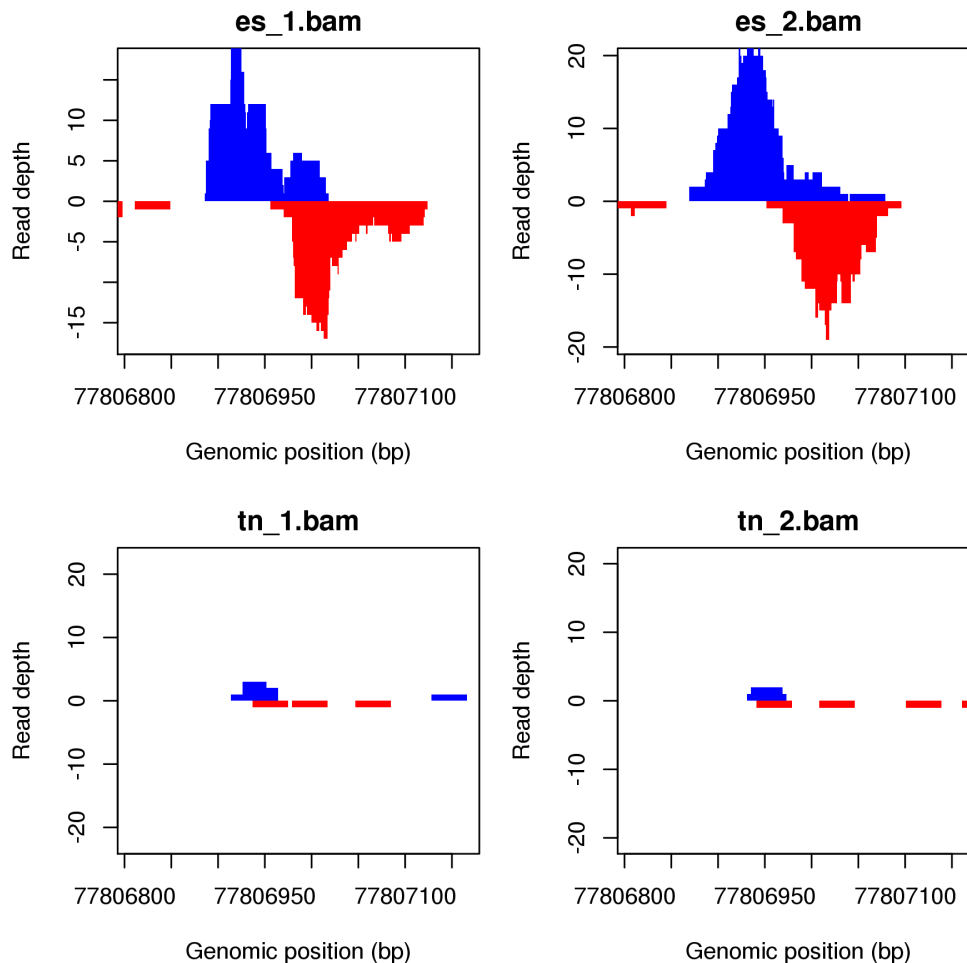 es_1.bam
Read depth
10
5
0
-5
-15
77806800 77806950 77807100
Genomic position (bp)
es_2.bam
Read depth
20
10
0
-10
-20
77806800 77806950 77807100
Genomic position (bp)
tn_1.bam
Read depth
20
10
0
-10
-20
77806800 77806950 77807100
Genomic position (bp)
tn_2.bam
Read depth
20
10
0
-10
-20
77806800 77806950 77807100
Genomic position (bp)